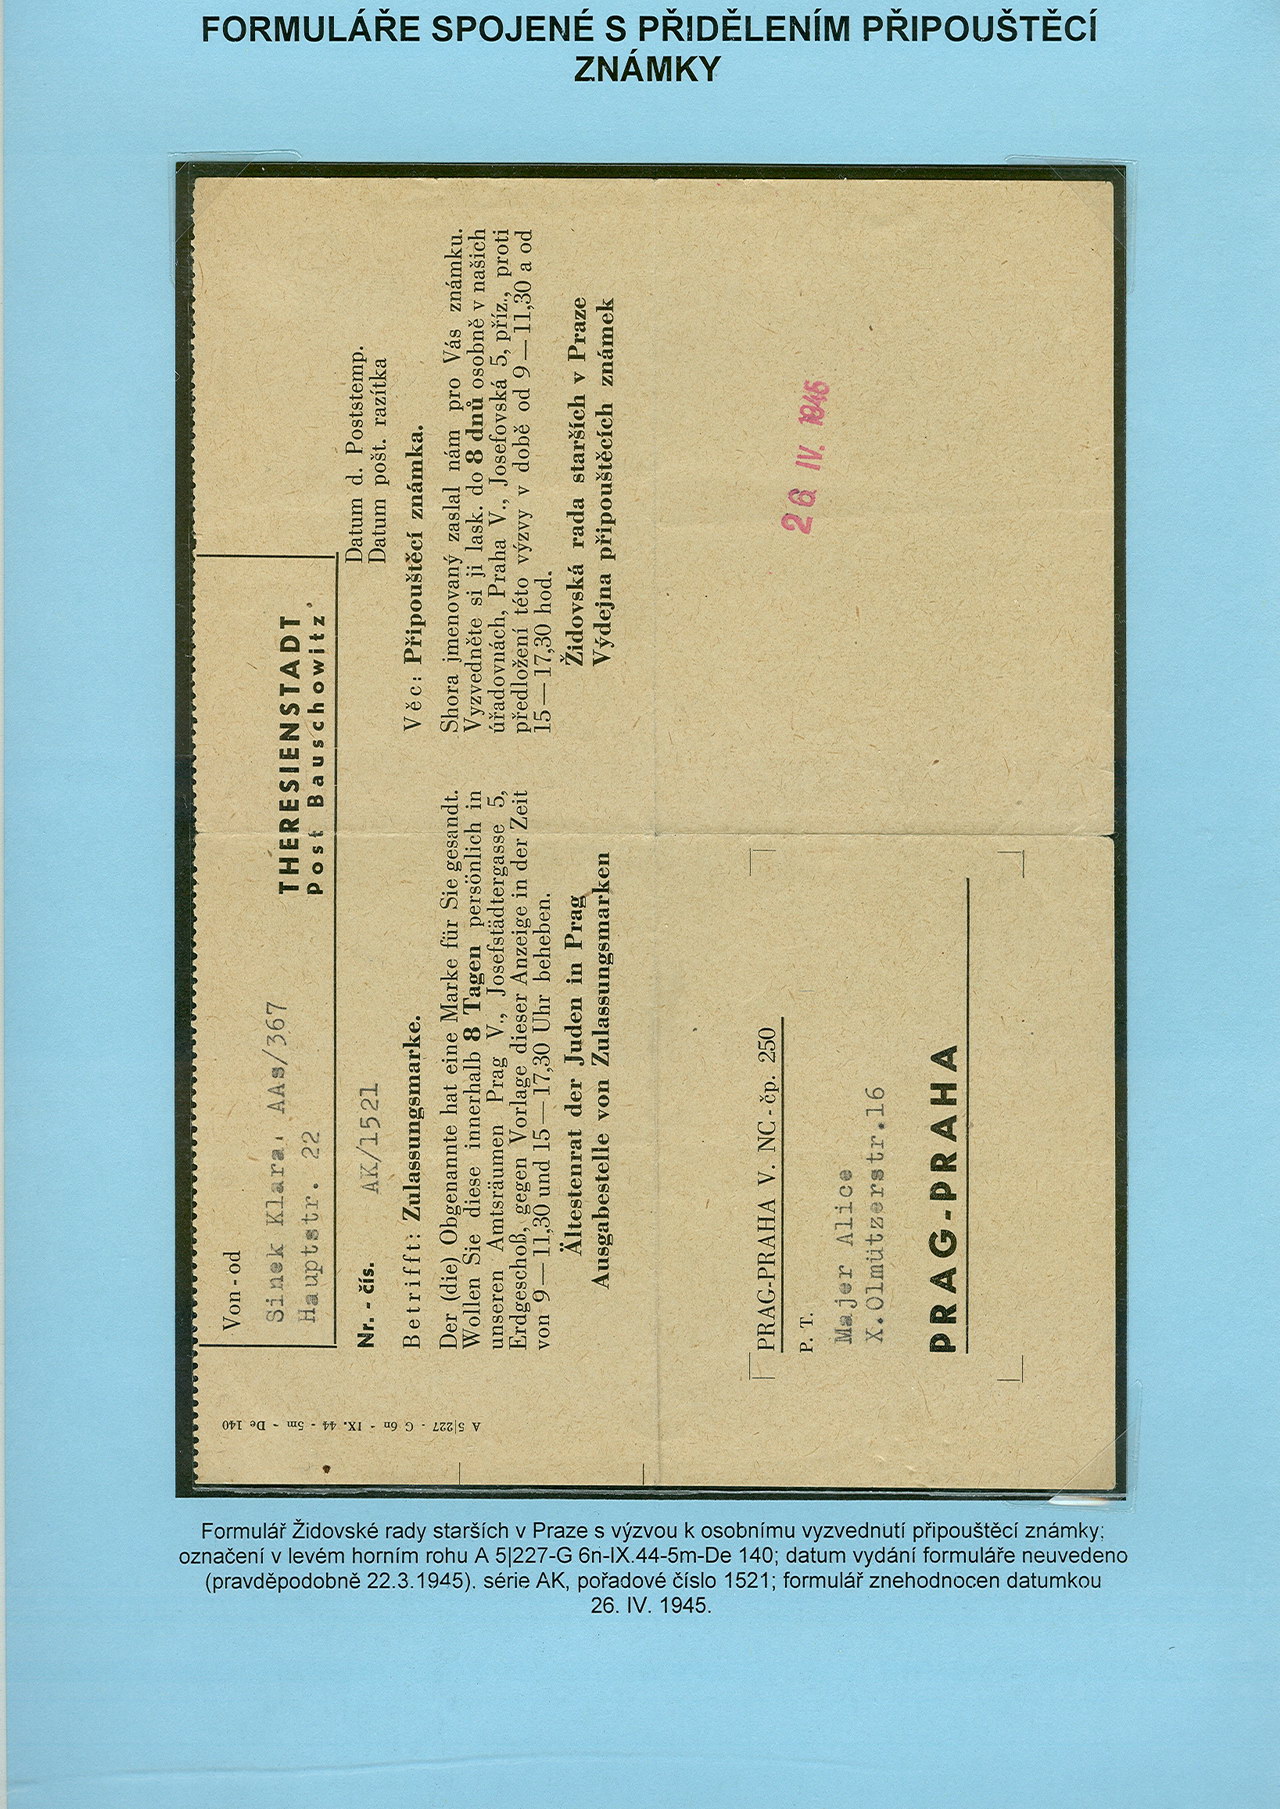 FORMULÁŘE SPOJENÉ S PŘIDĚLENÍM PŘIPOUŠTĚCÍ
ZNÁMKY
Von - od
Sinek Klara, AAs/367
Hauptstr. 22
THERESIENSTADT
Post Bauschowitz
Datum d. Poststemp.
Datum pošt. razítka
Nr. - čís. AK/1521
Betrifft: Zulassungsmarke.
Der (die) Obgenannte hat eine Marke für Sie gesandt.
Wollen Sie diese innerhalb 8 Tagen persönlich in
unseren Amtsräumen Prag V., Josefstädtergasse 5,
Erdgeschoß, gegen Vorlage dieser Anzeige in der Zeit
von 9—11,30 und 15—17,30 Uhr beheben.
Ältestenrat der Juden in Prag
Ausgabestelle von Zulassungsmarken
Věc: Připouštěcí známka.
Shora jmenovaný zaslal nám pro Vás známku.
Vyzvedněte si ji lask. do 8 dnů osobně v našich
úřadovnách, Praha V., Josefovská 5, příz., proti
předložení této výzvy v době od 9—11,30 a od
15—17,30 hod.
Židovská rada starších v Praze
Výdejna připouštěcích známek
A 5|227 - G 6n - IX. 44 - 5m - De 140
PRAG-PRAHA V. NC - čp. 250
P. T.
Majer Alice
X.Olmützerstr.16
PRAG-PRAHA
26 IV. 1945
Formulář Židovské rady starších v Praze s výzvou k osobnímu vyzvednutí připouštěcí známky;
označení v levém horním rohu A 5|227-G 6n-IX.44-5m-De 140; datum vydání formuláře neuvedeno
(pravděpodobně 22.3.1945). série AK, pořadové číslo 1521; formulář znehodnocen datumkou
26. IV. 1945.